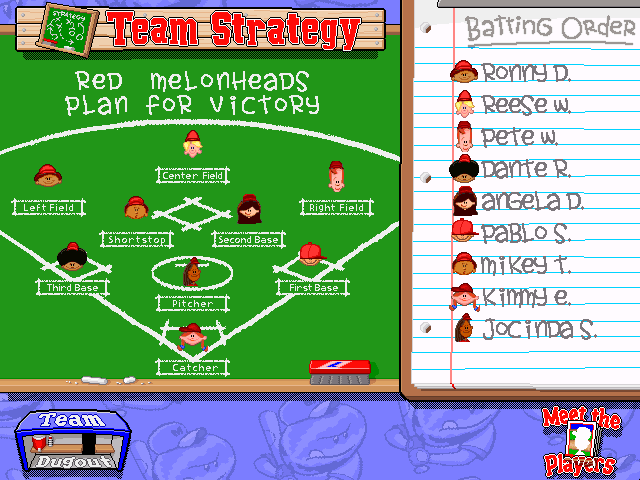 STRATEGY
Team Strategy
Red Melonheads
Plan for Victory
Center Field
Left Field
Right Field
Shortstop
Second Base
Third Base
First Base
Pitcher
Catcher
Batting Order
Ronny D.
Reese W.
Pete W.
Dante R.
Angela D.
Pablo S.
Mikey T.
Kimmy E.
Jocinda S.
Team
Dugout
Meet the
Players